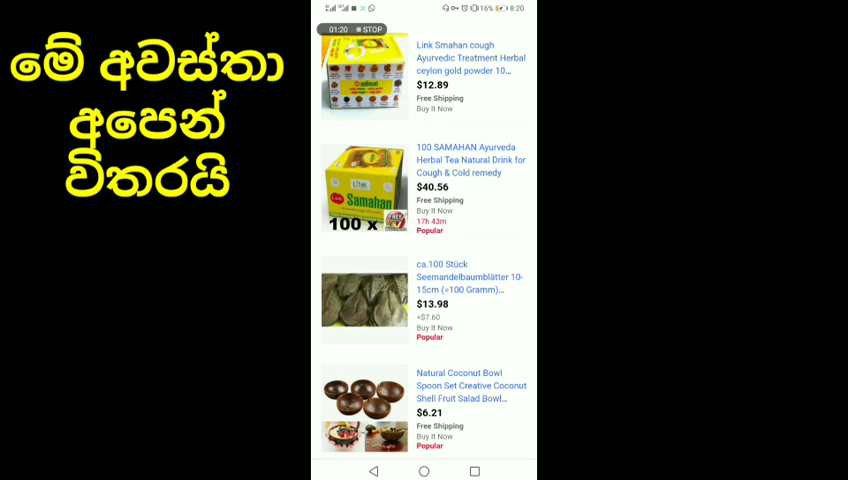 මේ අවස්තා
අපෙන්
විතරයි
16% 8:20
01:20 STOP
Link Smahan cough
Ayurvedic Treatment Herbal
ceylon gold powder 10...
$12.89
Free Shipping
Buy It Now
100 SAMAHAN Ayurveda
Herbal Tea Natural Drink for
Cough & Cold remedy
$40.56
Free Shipping
Buy It Now
17h 43m
Popular
LINK
Link Samahan
100 x
ca.100 Stück
Seemandelbaumblätter 10-
15cm (=100 Gramm)...
$13.98
+$7.60
Buy It Now
Popular
Natural Coconut Bowl
Spoon Set Creative Coconut
Shell Fruit Salad Bowl...
$6.21
Free Shipping
Buy It Now
Popular